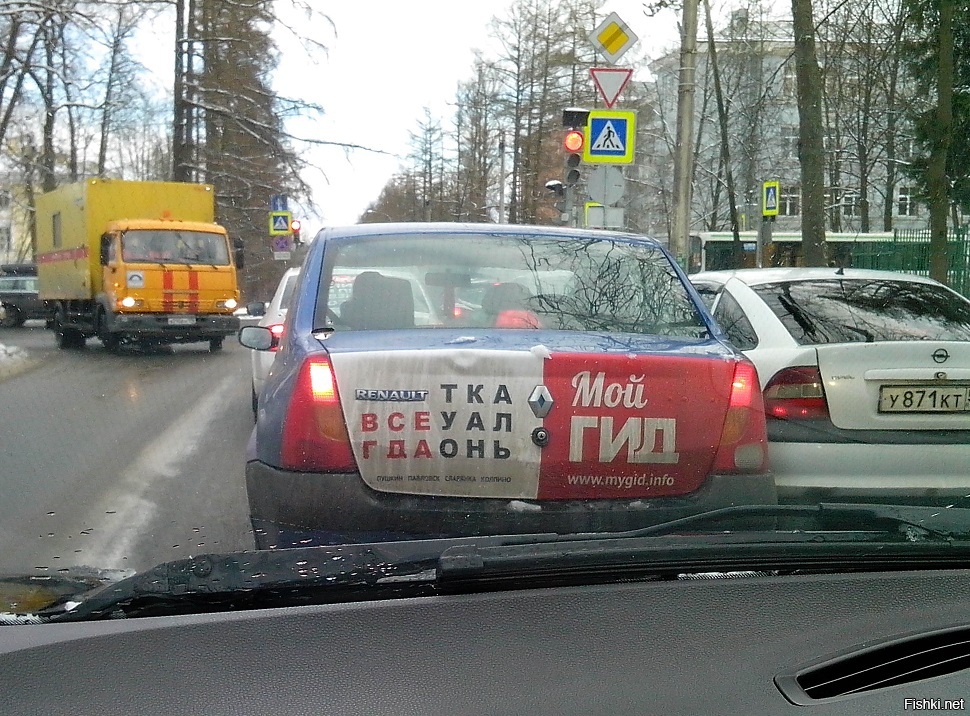 RENAULT
ТКА
ВСЕУАЛ
ГДАОНЬ
ПУШКИН ПАВЛОВСК СЛАВЯНКА КОЛПИНО
Мой
ГИД
www.mygid.info
У871КТ
Fishki.net